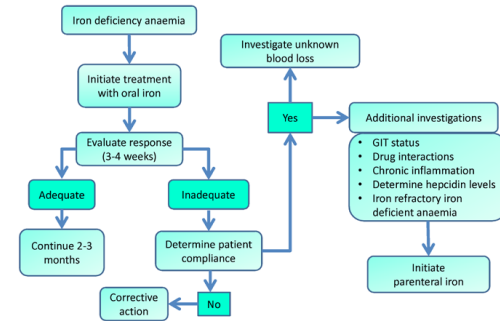 Iron deficiency anaemia
Initiate treatment
with oral iron
Evaluate response
(3-4 weeks)
Adequate
Inadequate
Continue 2-3
months
Determine patient
compliance
No
Corrective
action
Investigate unknown
blood loss
Yes
Additional investigations
• GIT status
• Drug interactions
• Chronic inflammation
• Determine hepcidin levels
• Iron refractory iron
deficient anaemia
Initiate
parenteral iron